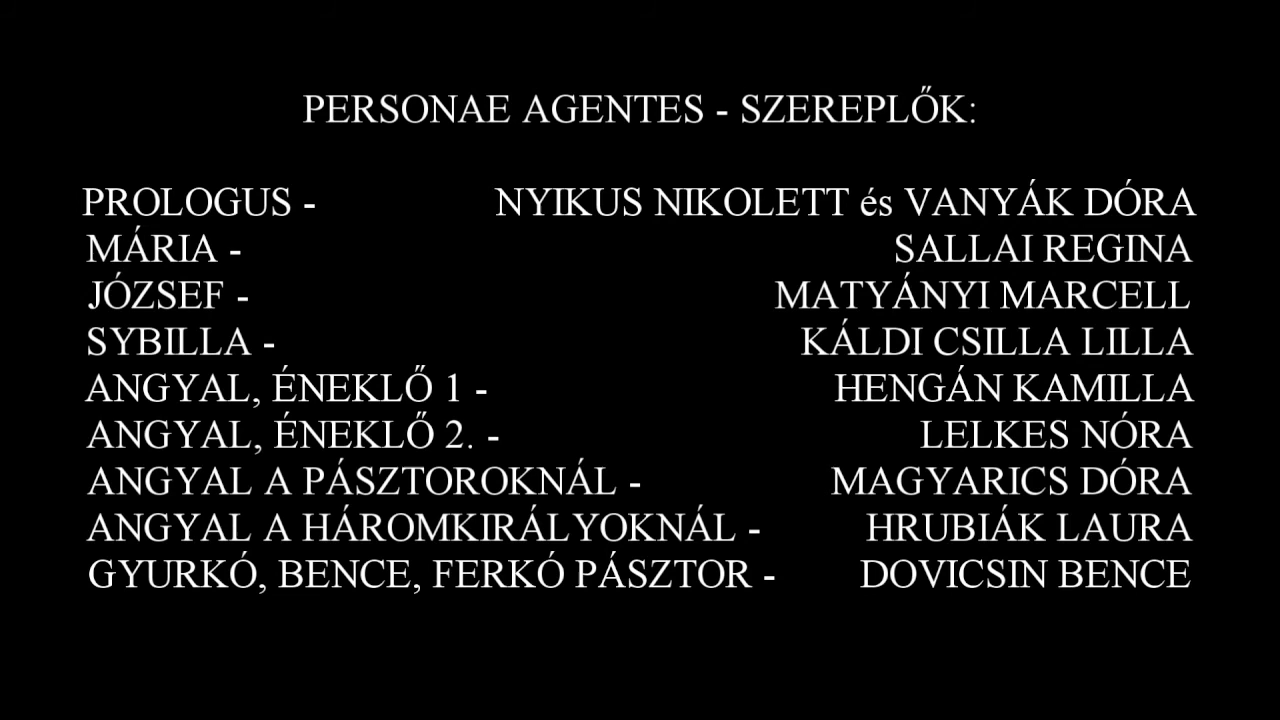 PERSONAE AGENTES - SZEREPLŐK:
PROLOGUS - NYIKUS NIKOLETT és VANYÁK DÓRA
MÁRIA - SALLAI REGINA
JÓZSEF - MATYÁNYI MARCELL
SYBILLA - KÁLDI CSILLA LILLA
ANGYAL, ÉNEKLŐ 1 - HENGÁN KAMILLA
ANGYAL, ÉNEKLŐ 2. - LELKES NÓRA
ANGYAL A PÁSZTOROKNÁL - MAGYARICS DÓRA
ANGYAL A HÁROMKIRÁLYOKNÁL - HRUBIÁK LAURA
GYURKÓ, BENCE, FERKÓ PÁSZTOR - DOVICSIN BENCE